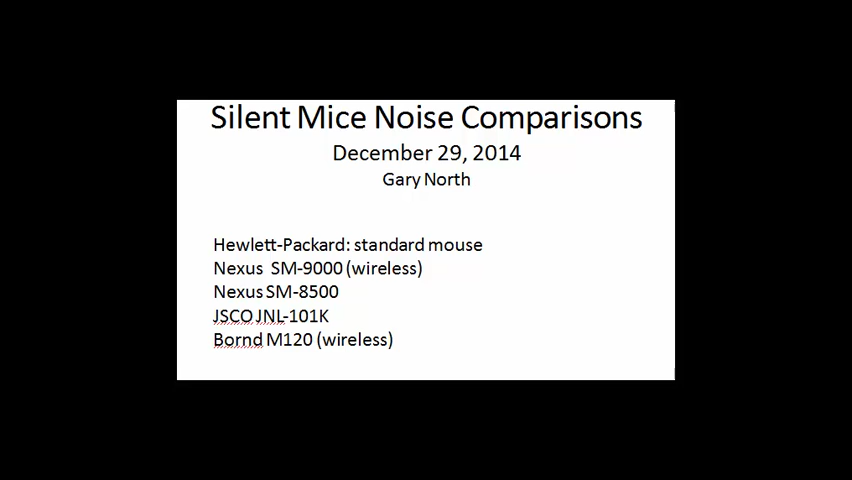 Silent Mice Noise Comparisons
December 29, 2014
Gary North
Hewlett-Packard: standard mouse
Nexus SM-9000 (wireless)
Nexus SM-8500
JSCO JNL-101K
Bornd M120 (wireless)